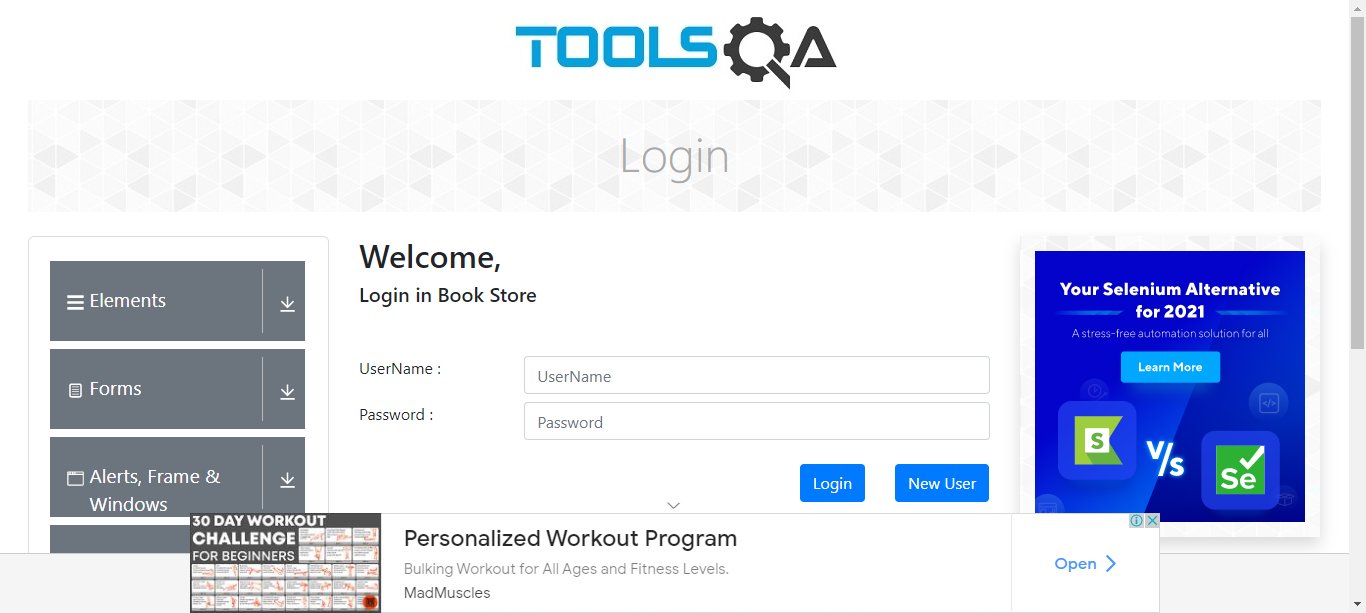 TOOLSQA
Login
Elements
Forms
Alerts, Frame &
Windows
Welcome,
Login in Book Store
UserName :
UserName
Password :
Password
Login
New User
Your Selenium Alternative
for 2021
A stress-free automation solution for all
Learn More
S
V/s
Se
30 DAY WORKOUT
CHALLENGE
FOR BEGINNERS
Personalized Workout Program
Bulking Workout for All Ages and Fitness Levels.
MadMuscles
Open